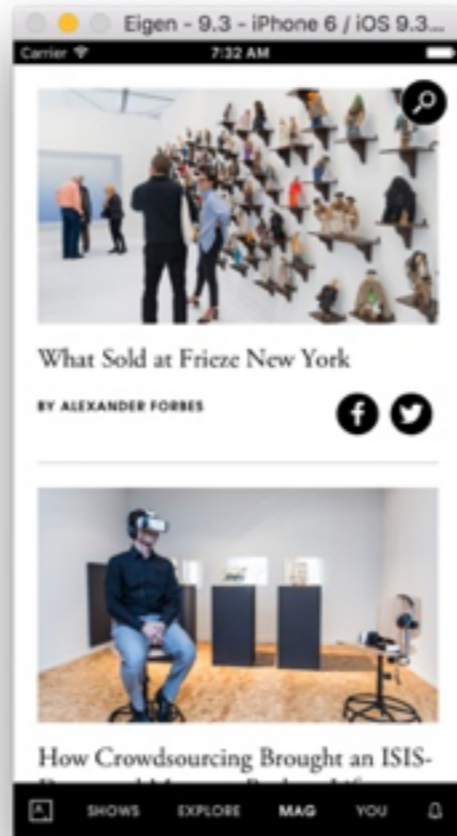 Eigen - 9.3 - iPhone 6 / iOS 9.3...
Carrier 7:32 AM
What Sold at Frieze New York
BY ALEXANDER FORBES
How Crowdsourcing Brought an ISIS-
SHOWS EXPLORE MAG YOU